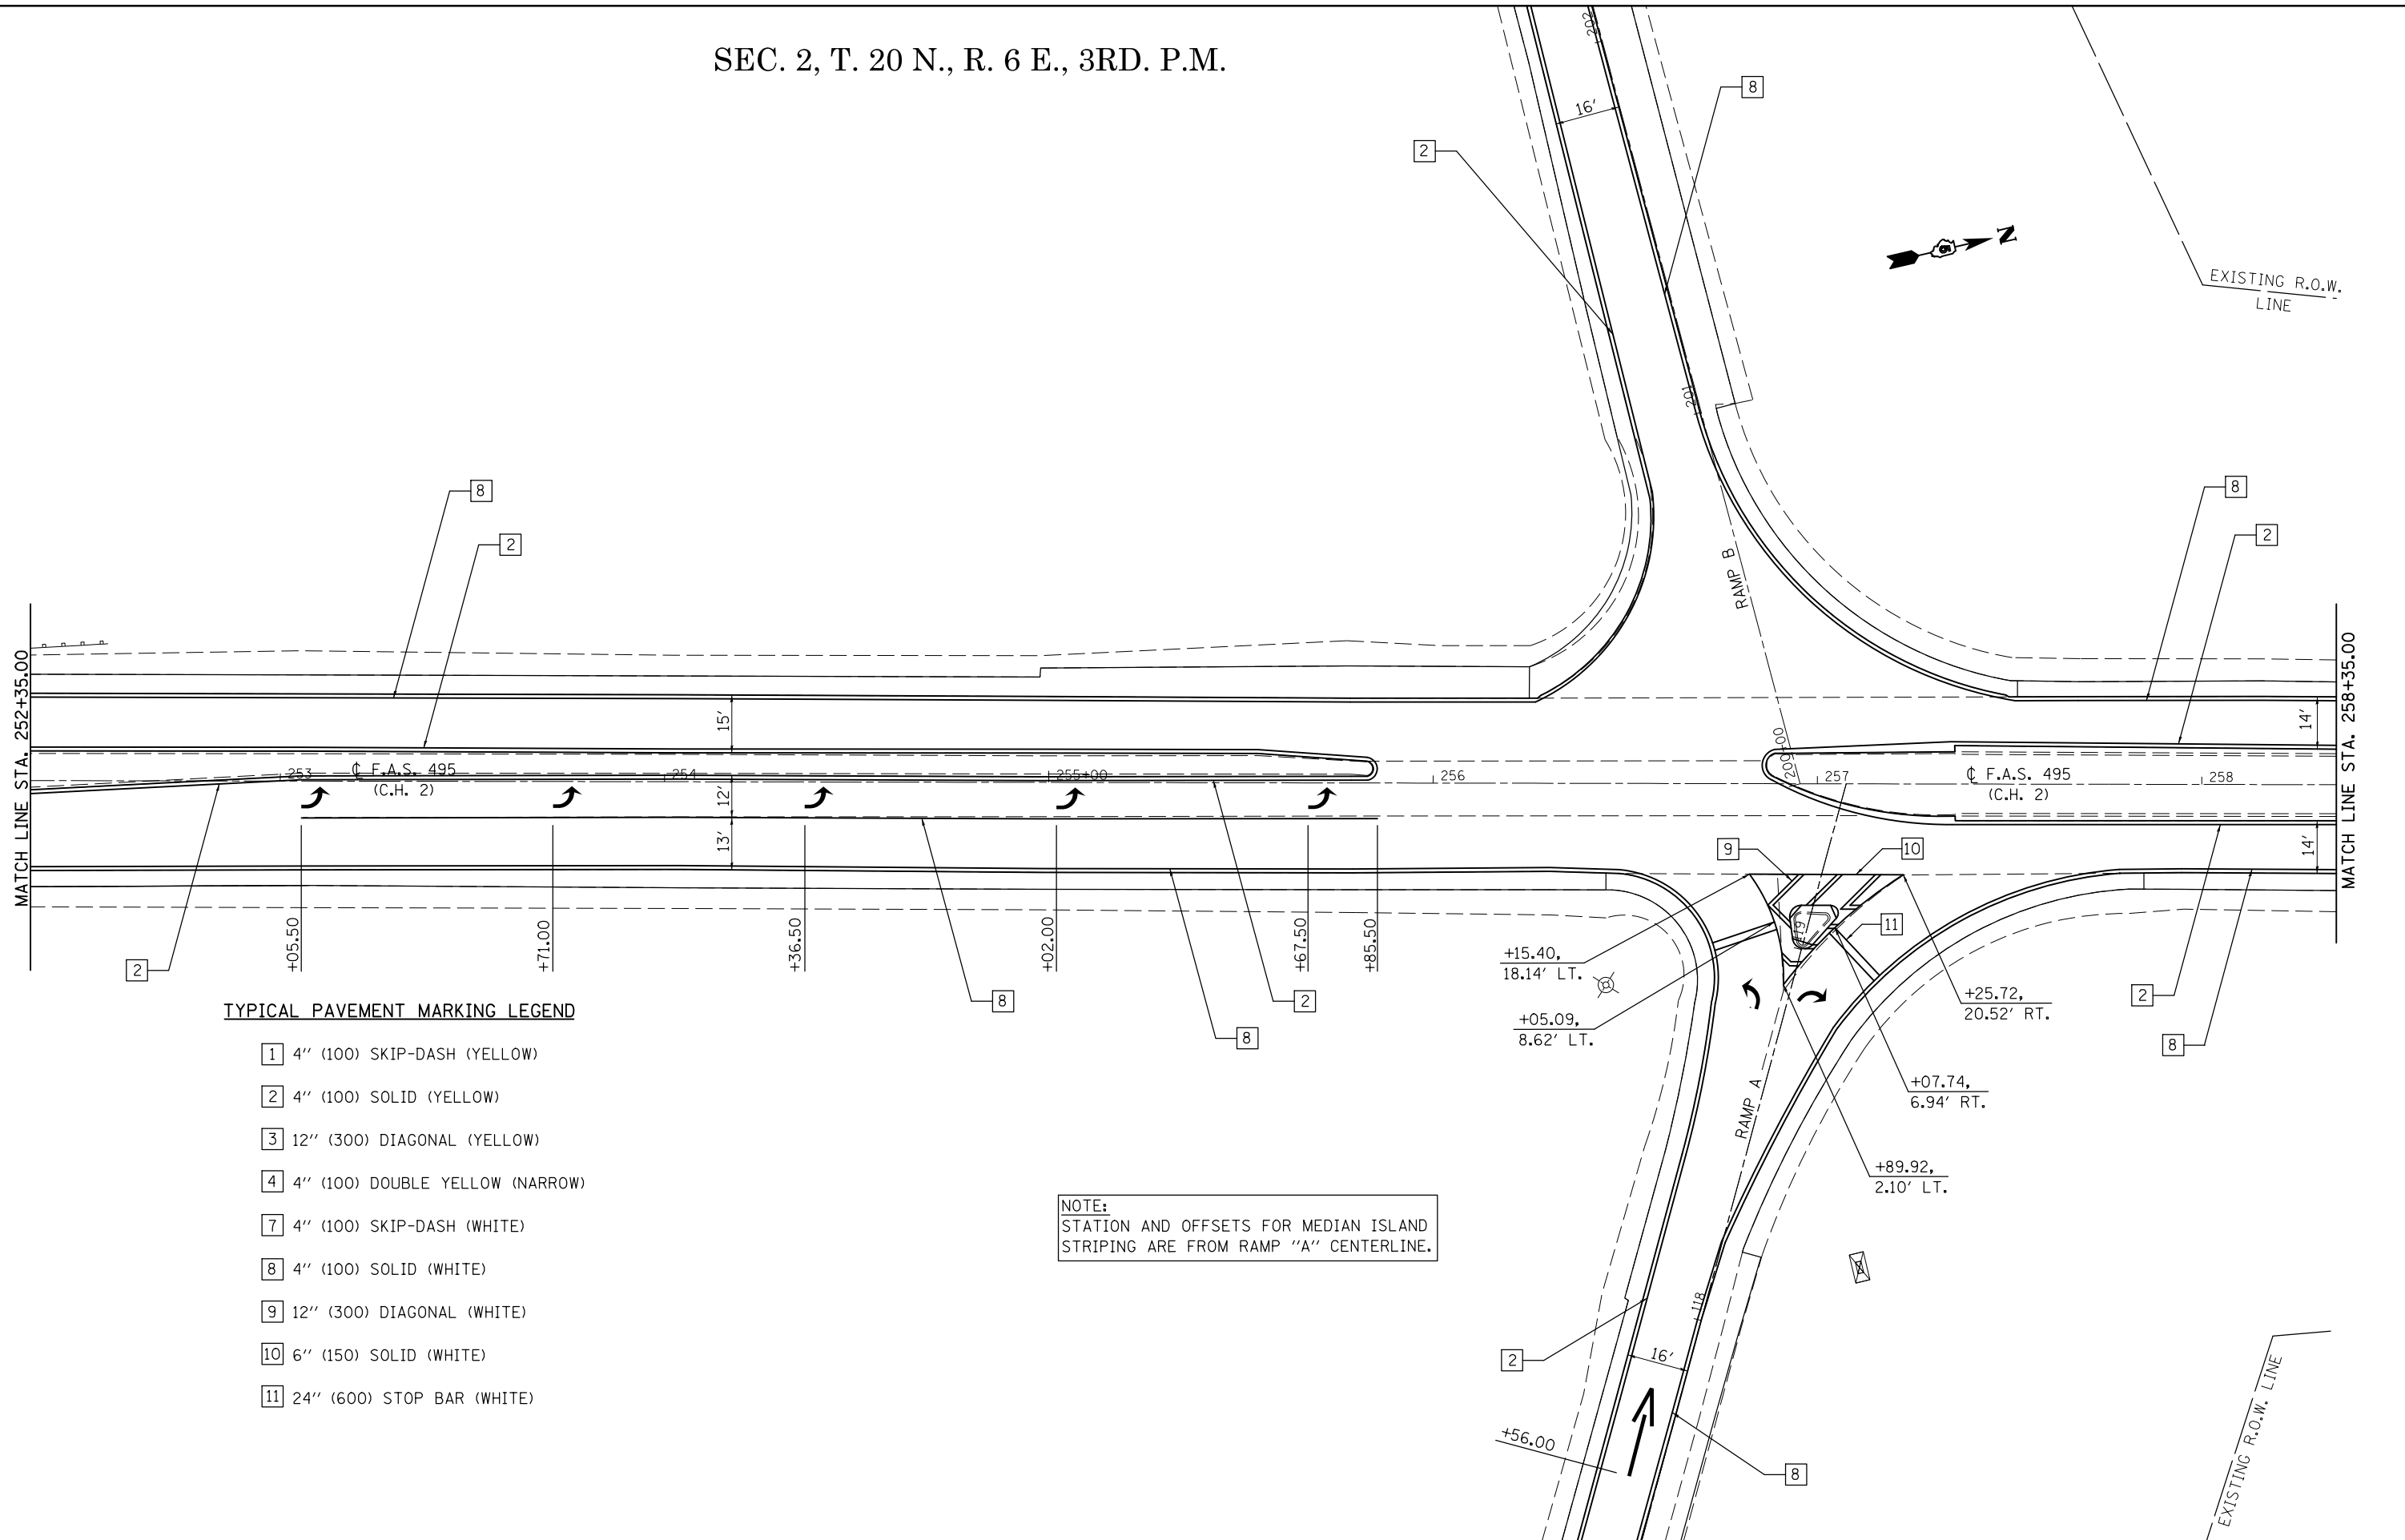 SEC. 2, T. 20 N., R. 6 E., 3RD. P.M.
202
16'
8
2
N
EXISTING R.O.W.
LINE
201
8
2
8
2
RAMP B
MATCH LINE STA. 252+35.00
15'
14'
MATCH LINE STA. 258+35.00
200+00
253
℄ F.A.S. 495
(C.H. 2)
254
255+00
256
257
℄ F.A.S. 495
(C.H. 2)
258
12'
13'
14'
9
10
119
11
2
+05.50
+71.00
+36.50
+02.00
+67.50
+85.50
+15.40,
18.14' LT.
+05.09,
8.62' LT.
8
2
8
+25.72,
20.52' RT.
2
8
+07.74,
6.94' RT.
RAMP A
+89.92,
2.10' LT.
TYPICAL PAVEMENT MARKING LEGEND
1 4'' (100) SKIP-DASH (YELLOW)
2 4'' (100) SOLID (YELLOW)
3 12'' (300) DIAGONAL (YELLOW)
4 4'' (100) DOUBLE YELLOW (NARROW)
7 4'' (100) SKIP-DASH (WHITE)
8 4'' (100) SOLID (WHITE)
9 12'' (300) DIAGONAL (WHITE)
10 6'' (150) SOLID (WHITE)
11 24'' (600) STOP BAR (WHITE)
NOTE:
STATION AND OFFSETS FOR MEDIAN ISLAND
STRIPING ARE FROM RAMP "A" CENTERLINE.
118
2
16'
+56.00
8
EXISTING R.O.W. LINE